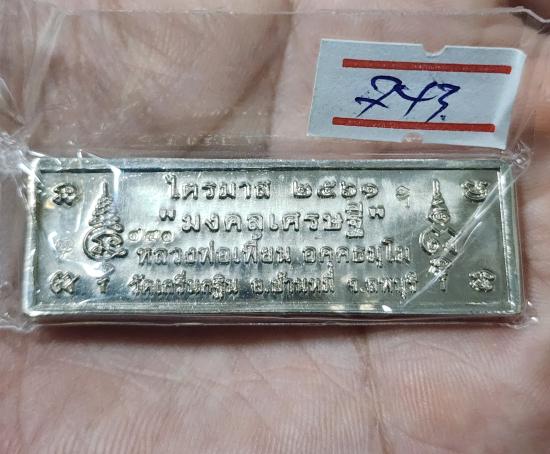 743
ไตรมาส ๒๕๖๑
"มงคลเศรษฐี"
หลวงพ่อเพี้ยน อคฺคธมฺโม
วัดเกริ่นกฐิน อ.บ้านหมี่ จ.ลพบุรี